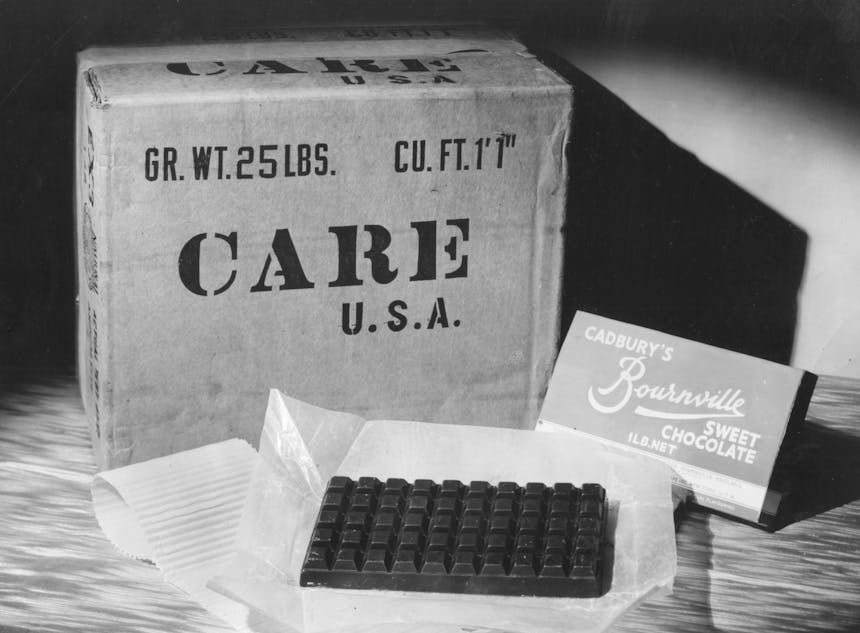 CARE
U.S.A
GR. WT. 25 LBS. CU. FT. 1' 1"
CARE
U.S.A.
CADBURY'S
Bournville
SWEET
CHOCOLATE
1LB.NET